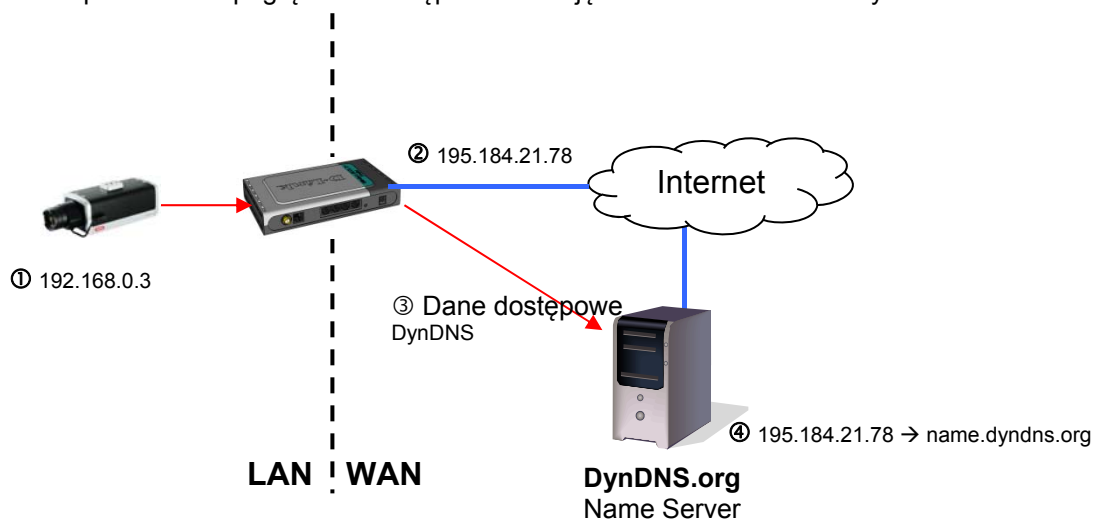 ② 195.184.21.78
Internet
D-Link
① 192.168.0.3
③ Dane dostępowe
DynDNS
④ 195.184.21.78 → name.dyndns.org
LAN WAN
DynDNS.org
Name Server